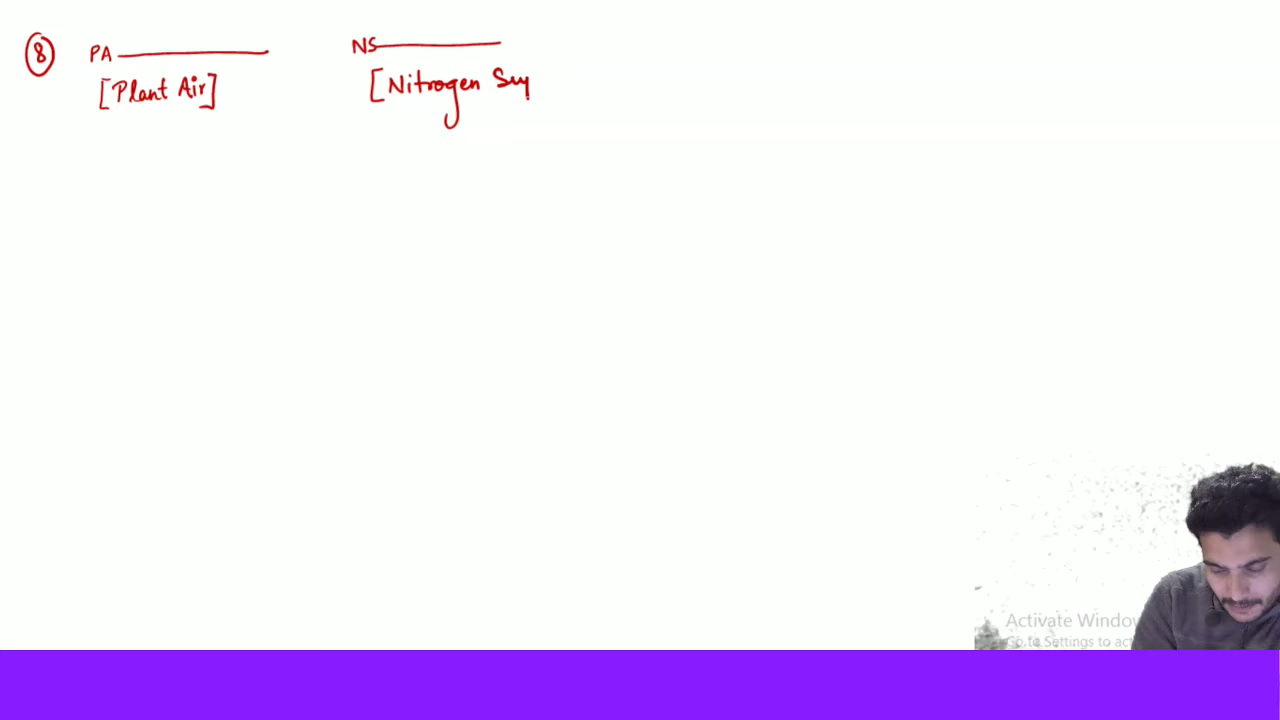 ⑧ PA NS
[Plant Air] [Nitrogen Sup
Activate Window
Go to Settings to act